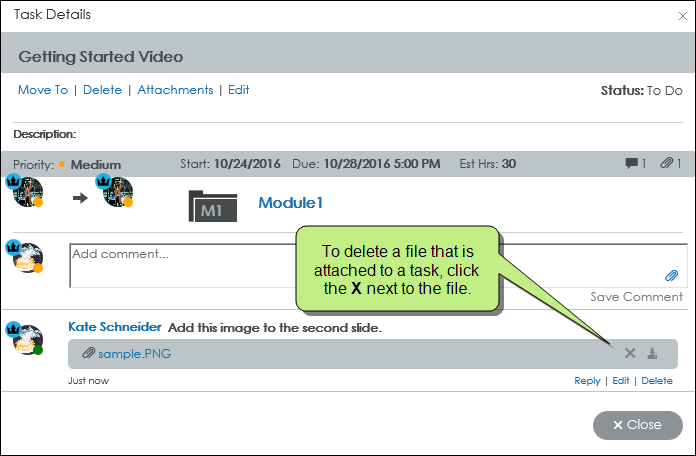 Task Details
Getting Started Video
Move To | Delete | Attachments | Edit
Status: To Do
Description:
Priority: Medium Start: 10/24/2016 Due: 10/28/2016 5:00 PM Est Hrs: 30 1 1
M1 Module1
Add comment...
To delete a file that is
attached to a task, click
the X next to the file.
Save Comment
Kate Schneider Add this image to the second slide.
sample.PNG
Just now
Reply | Edit | Delete
Close